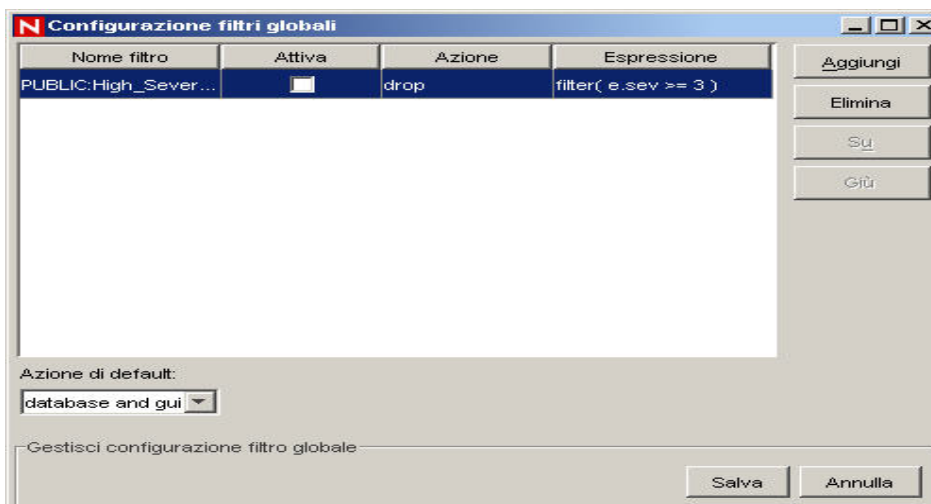 N Configurazione filtri globali
Nome filtro Attiva Azione Espressione
PUBLIC:High_Sever... drop filter( e.sev >= 3 )
Aggiungi
Elimina
Su
Giù
Azione di default:
database and gui
Gestisci configurazione filtro globale
Salva Annulla